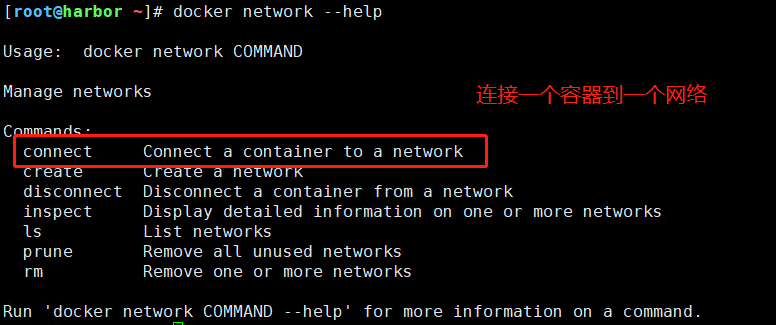 [root@harbor ~]# docker network --help
Usage:  docker network COMMAND
Manage networks
连接一个容器到一个网络
Commands:
connect     Connect a container to a network
create      Create a network
disconnect  Disconnect a container from a network
inspect     Display detailed information on one or more networks
ls          List networks
prune       Remove all unused networks
rm          Remove one or more networks
Run 'docker network COMMAND --help' for more information on a command.